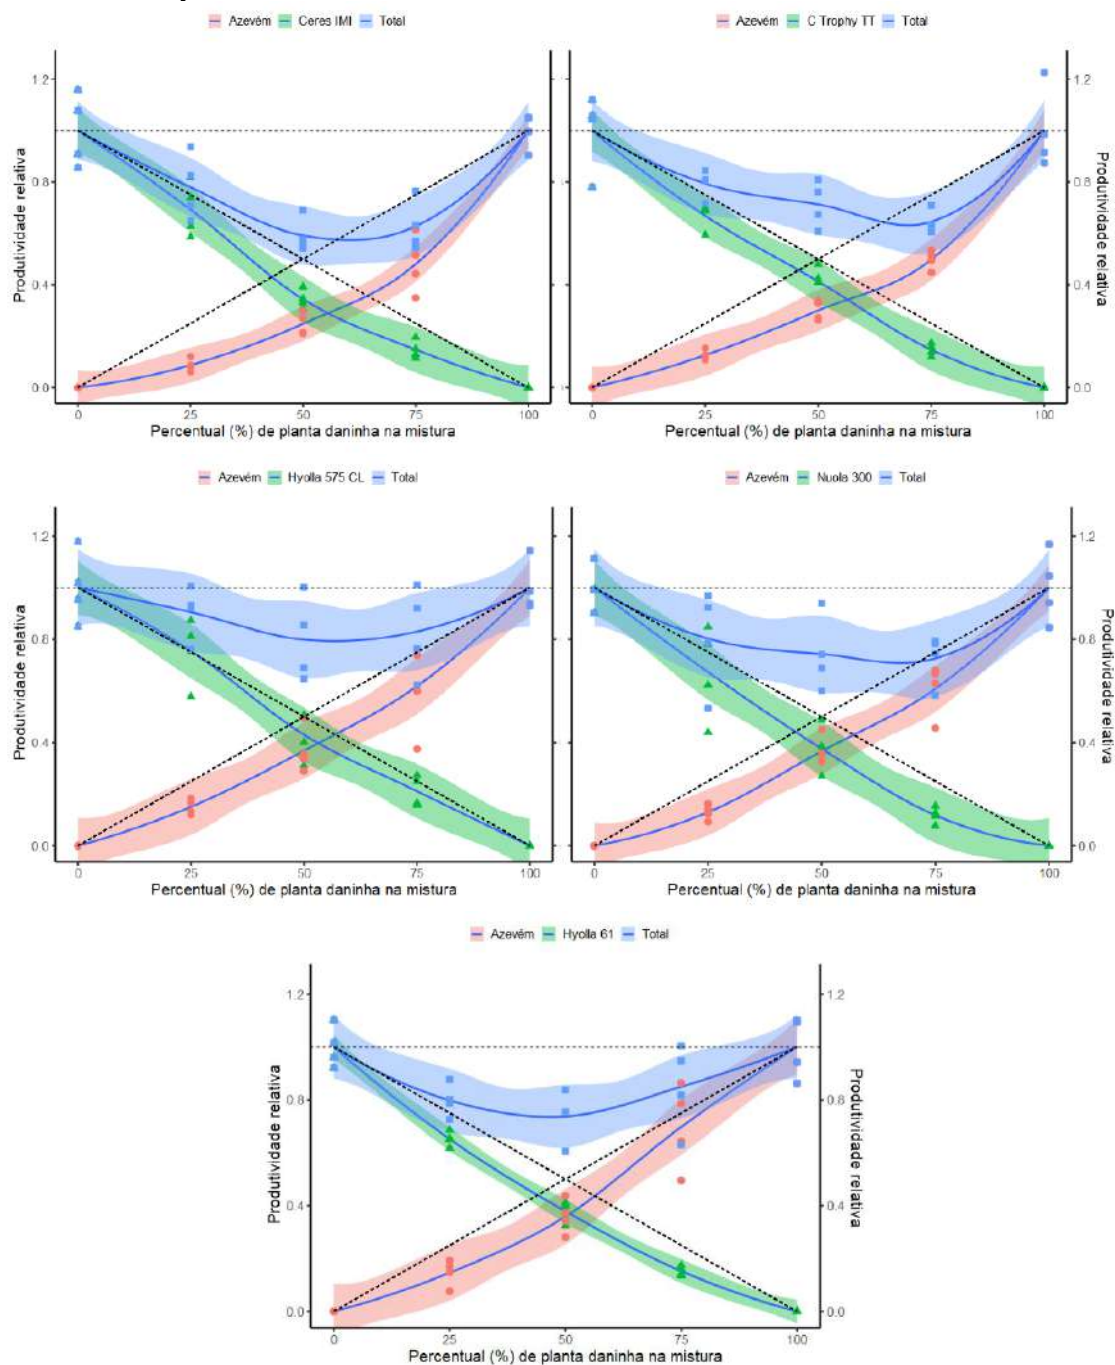 Azevém Ceres IMI Total
Azevém C Trophy TT Total
1.2
0.8
0.4
0.0
Produtividade relativa
0 25 50 75 100
Percentual (%) de planta daninha na mistura
1.2
0.8
0.4
0.0
Produtividade relativa
0 25 50 75 100
Percentual (%) de planta daninha na mistura
Azevém Hyolla 575 CL Total
Azevém Nuola 300 Total
1.2
0.8
0.4
0.0
Produtividade relativa
0 25 50 75 100
Percentual (%) de planta daninha na mistura
1.2
0.8
0.4
0.0
Produtividade relativa
0 25 50 75 100
Percentual (%) de planta daninha na mistura
Azevém Hyolla 61 Total
1.2
0.8
0.4
0.0
Produtividade relativa
1.2
0.8
0.4
0.0
Produtividade relativa
0 25 50 75 100
Percentual (%) de planta daninha na mistura